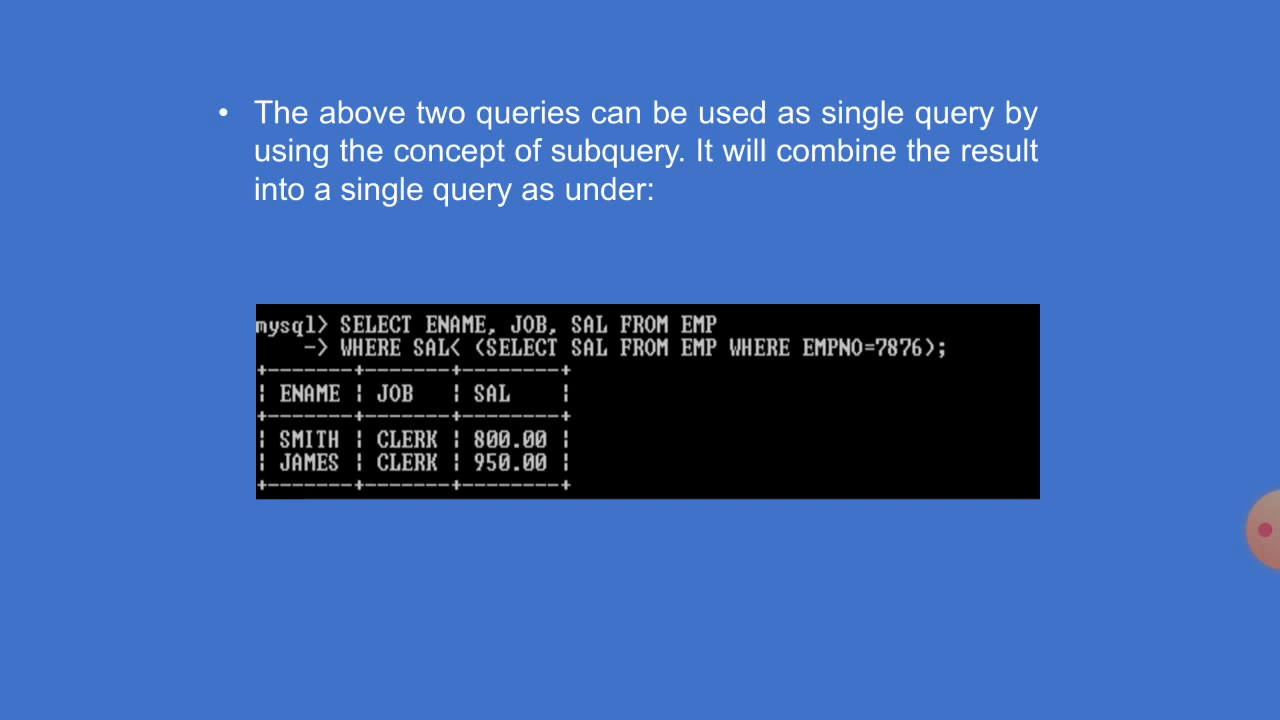 • The above two queries can be used as single query by
using the concept of subquery. It will combine the result
into a single query as under:
mysql> SELECT ENAME, JOB, SAL FROM EMP
    -> WHERE SAL< (SELECT SAL FROM EMP WHERE EMPNO=7876);
+-------+-------+--------+
| ENAME | JOB   | SAL    |
+-------+-------+--------+
| SMITH | CLERK | 800.00 |
| JAMES | CLERK | 950.00 |
+-------+-------+--------+